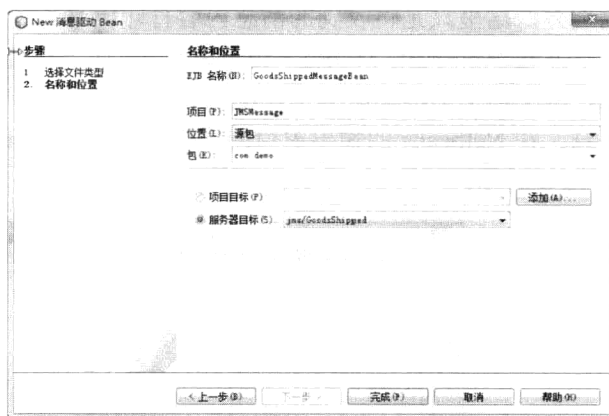 New 消息驱动 Bean
步骤
1 选择文件类型
2. 名称和位置
名称和位置
EJB 名称(N): GoodsShippedMessageBean
项目(P): JMSMessage
位置(L): 源包
包(K): com demo
项目目标(P)
添加(A)...
服务器目标(S). jms/GoodsShipped
<上一步(B)
下一步 >
完成(F)
取消
帮助(H)